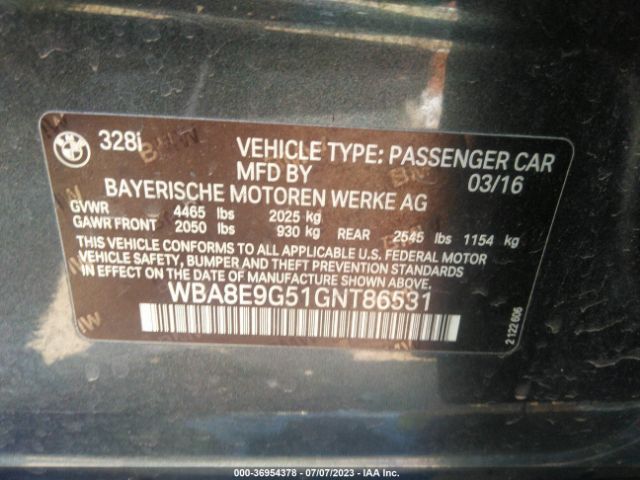 328i
VEHICLE TYPE: PASSENGER CAR
MFD BY
03/16
BAYERISCHE MOTOREN WERKE AG
GVWR 4465 lbs 2025 kg
GAWR FRONT 2050 lbs 930 kg REAR 2545 lbs 1154 kg
THIS VEHICLE CONFORMS TO ALL APPLICABLE U.S. FEDERAL MOTOR
VEHICLE SAFETY, BUMPER AND THEFT PREVENTION STANDARDS
IN EFFECT ON THE DATE OF MANUFACTURE SHOWN ABOVE.
WBA8E9G51GNT86531
2 122 606
000-36954378 - 07/07/2023 - IAA Inc.